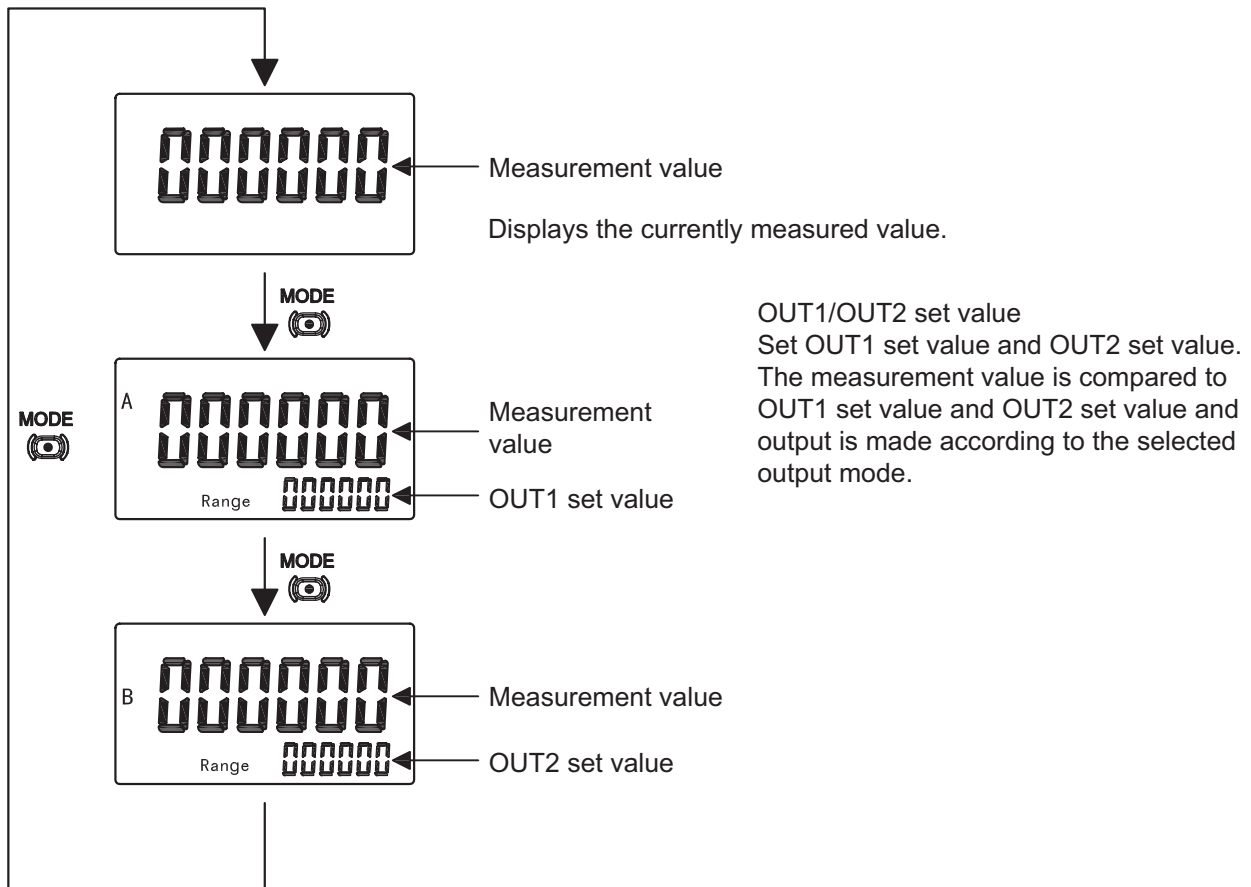 000000
Measurement value
Displays the currently measured value.
MODE
OUT1/OUT2 set value
Set OUT1 set value and OUT2 set value.
The measurement value is compared to
OUT1 set value and OUT2 set value and
output is made according to the selected
output mode.
MODE
A
000000
Measurement
value
Range
000000
OUT1 set value
MODE
B
000000
Measurement value
Range
000000
OUT2 set value